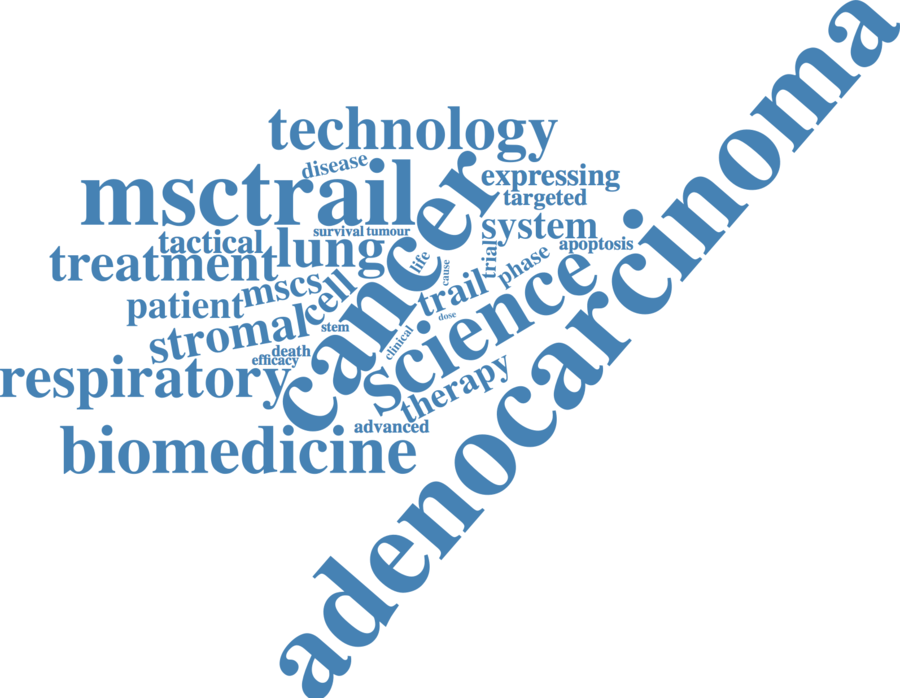 adenocarcinoma
technology
disease
cancer
expressing
msctrail
targeted
system
survival
tumour
tactical
lung
apoptosis
trial
treatment
life
cause
phase
mscs
cell
patient
trail
science
dose
stem
stromal
clinical
death
efficacy
respiratory
therapy
advanced
biomedicine